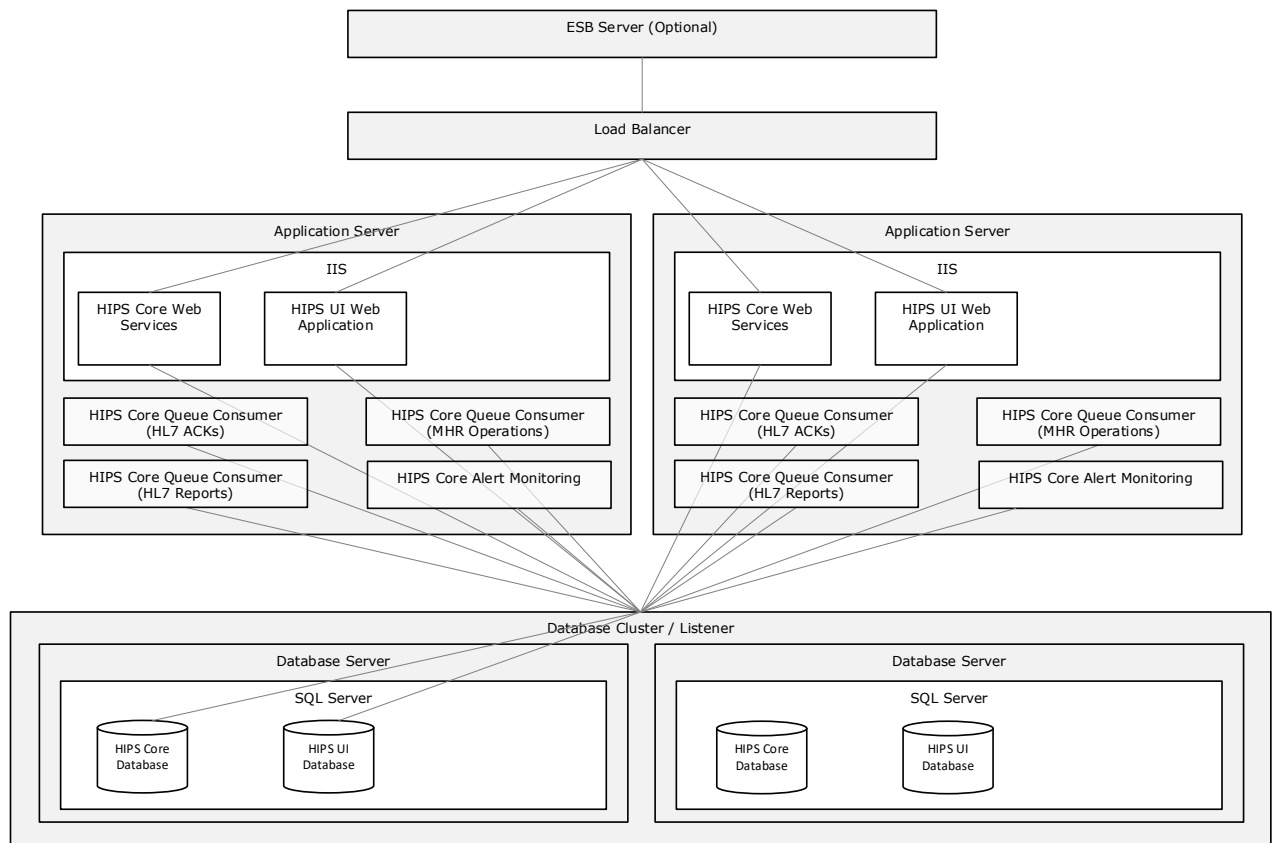 ESB Server (Optional)
Load Balancer
Application Server
IIS
HIPS Core Web
Services
HIPS UI Web
Application
HIPS Core Queue Consumer
(HL7 ACKs)
HIPS Core Queue Consumer
(MHR Operations)
HIPS Core Queue Consumer
(HL7 Reports)
HIPS Core Alert Monitoring
Application Server
IIS
HIPS Core Web
Services
HIPS UI Web
Application
HIPS Core Queue Consumer
(HL7 ACKs)
HIPS Core Queue Consumer
(MHR Operations)
HIPS Core Queue Consumer
(HL7 Reports)
HIPS Core Alert Monitoring
Database Cluster / Listener
Database Server
SQL Server
HIPS Core
Database
HIPS UI
Database
Database Server
SQL Server
HIPS Core
Database
HIPS UI
Database